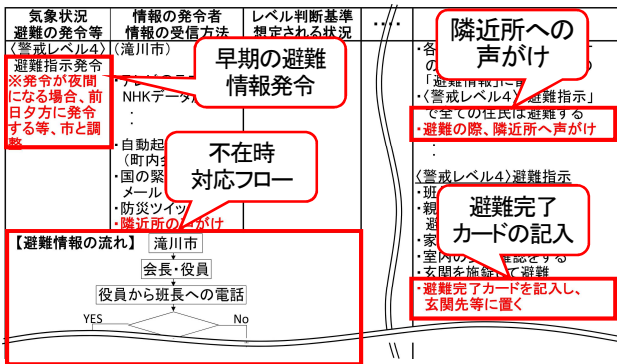 気象状況
避難の発令等
情報の発令者
情報の受信方法
レベル判断基準
想定される状況
‥‥
〈警戒レベル4〉
避難指示発令
※発令が夜間
になる場合、前
日夕方に発令
する等、市と調
整
(滝川市)
早期の避難
情報発令
NHKデータ
:
・自動起
(町内会
・国の緊
メール
・防災ツイッ
・隣近所の
がけ
不在時
対応フロー
【避難情報の流れ】
滝川市
会長・役員
役員から班長への電話
YES
No
隣近所への
声がけ
・各
の
「避難情報」に
・〈警戒レベル4〉避難指示」
で全ての住民は避難する
・避難の際、隣近所へ声がけ
:
〈警戒レベル4〉避難指示
・班
・親
避
・家
・室内の
確認をする
・玄関を施錠して避難
・避難完了カードを記入し、
玄関先等に置く
避難完了
カードの記入